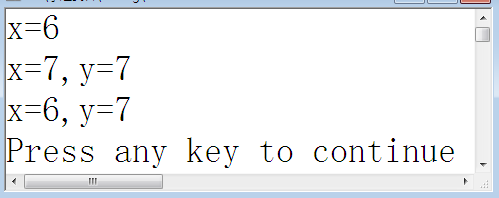 x=6
x=7,y=7
x=6,y=7
Press any key to continue